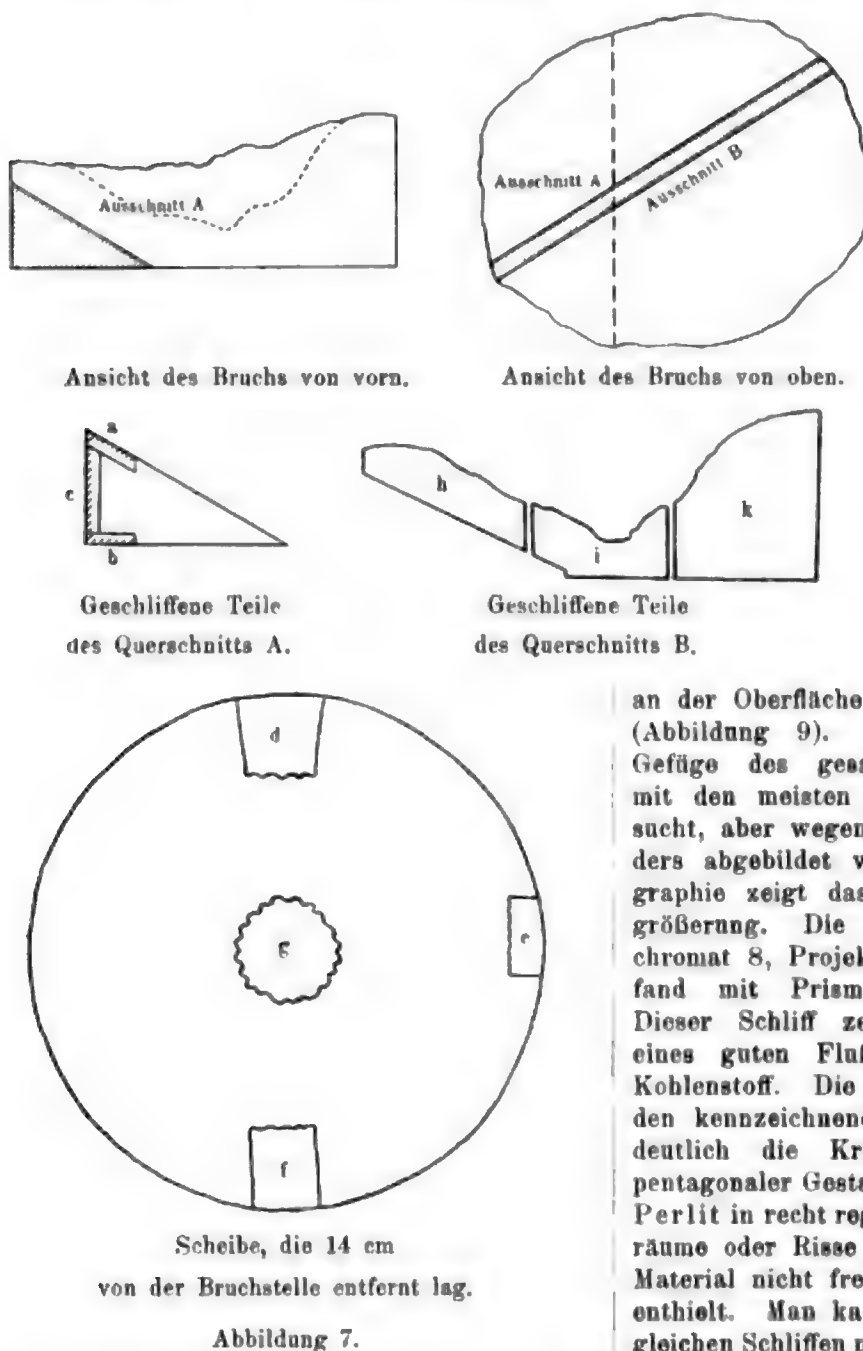 Ausschnitt A
Ausschnitt A
Ausschnitt B
Ansicht des Bruchs von vorn.
Ansicht des Bruchs von oben.
a
c
b
Geschliffene Teile
des Querschnitts A.
h
i
k
Geschliffene Teile
des Querschnitts B.
d
e
g
f
Scheibe, die 14 cm
von der Bruchstelle entfernt lag.
Abbildung 7.
an der Oberfläche
(Abbildung 9).
Gefüge des ges
mit den meisten
sucht, aber wegen
ders abgebildet w
graphie zeigt das
größerung. Die
chromat 8, Projek
fand mit Prism
Dieser Schliff ze
eines guten Fluß
Kohlenstoff. Die
den kennzeichnend
deutlich die Kr
pentagonaler Gesta
Perlit in recht reg
räume oder Risse
Material nicht fre
enthielt. Man ka
gleichen Schliffen